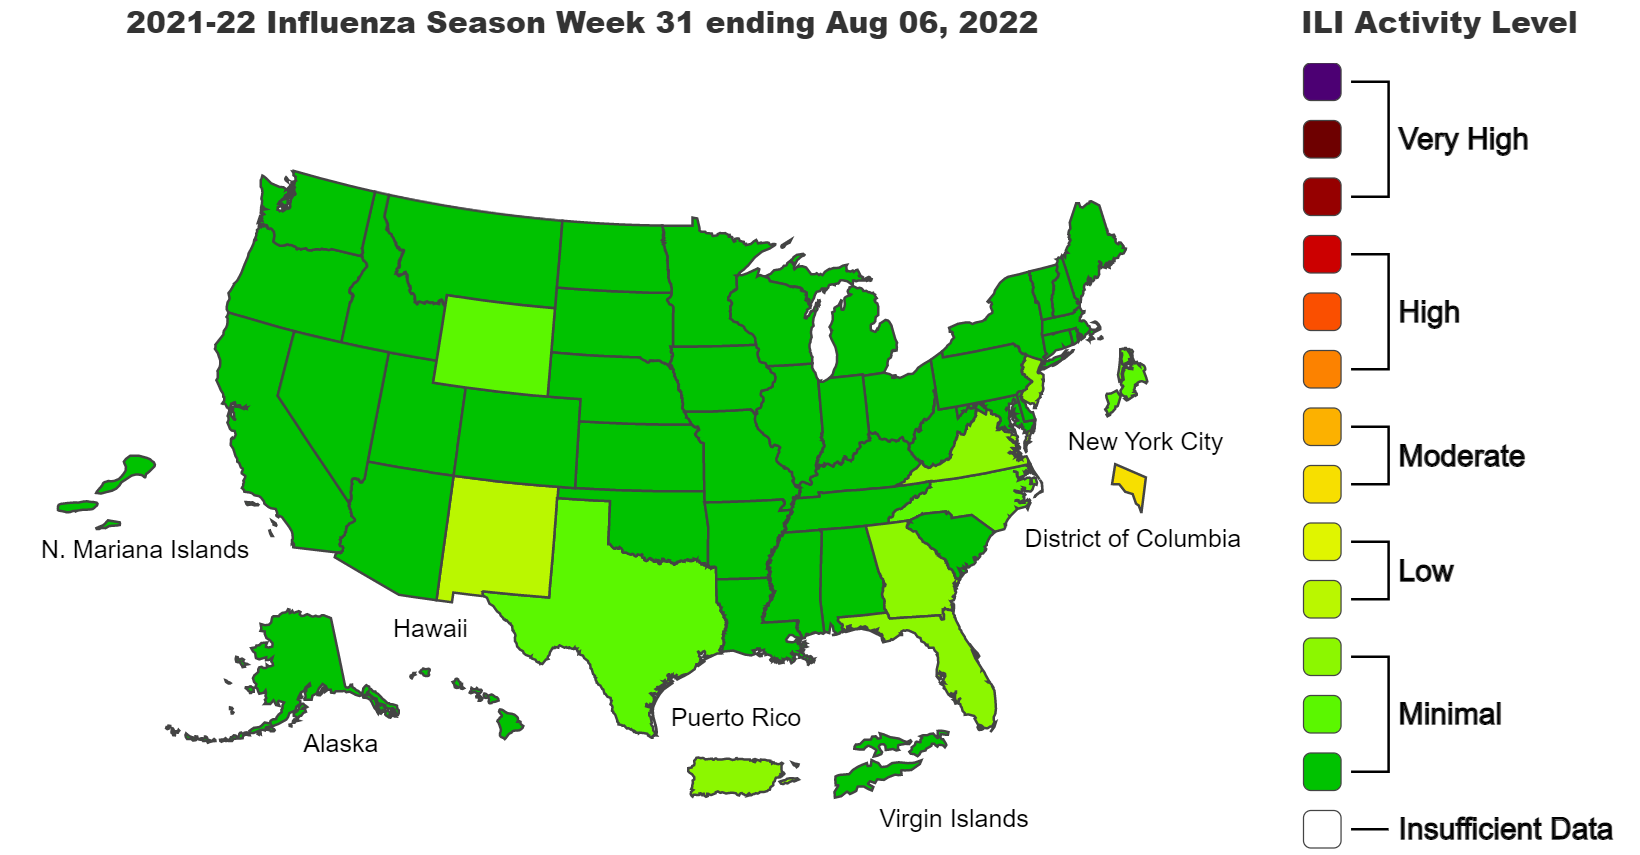 2021-22 Influenza Season Week 31 ending Aug 06, 2022
ILI Activity Level
Very High
High
Moderate
Low
Minimal
Insufficient Data
New York City
District of Columbia
N. Mariana Islands
Hawaii
Alaska
Puerto Rico
Virgin Islands